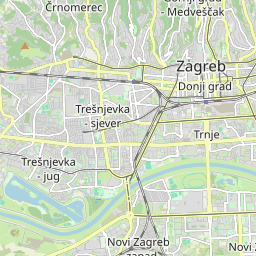 Črnomerec
Gornji grad
- Medveščak
Zagreb
Donji grad
Trešnjevka
- sjever
Trnje
Trešnjevka
- jug
Novi Zagreb
- zapad
Novi Z